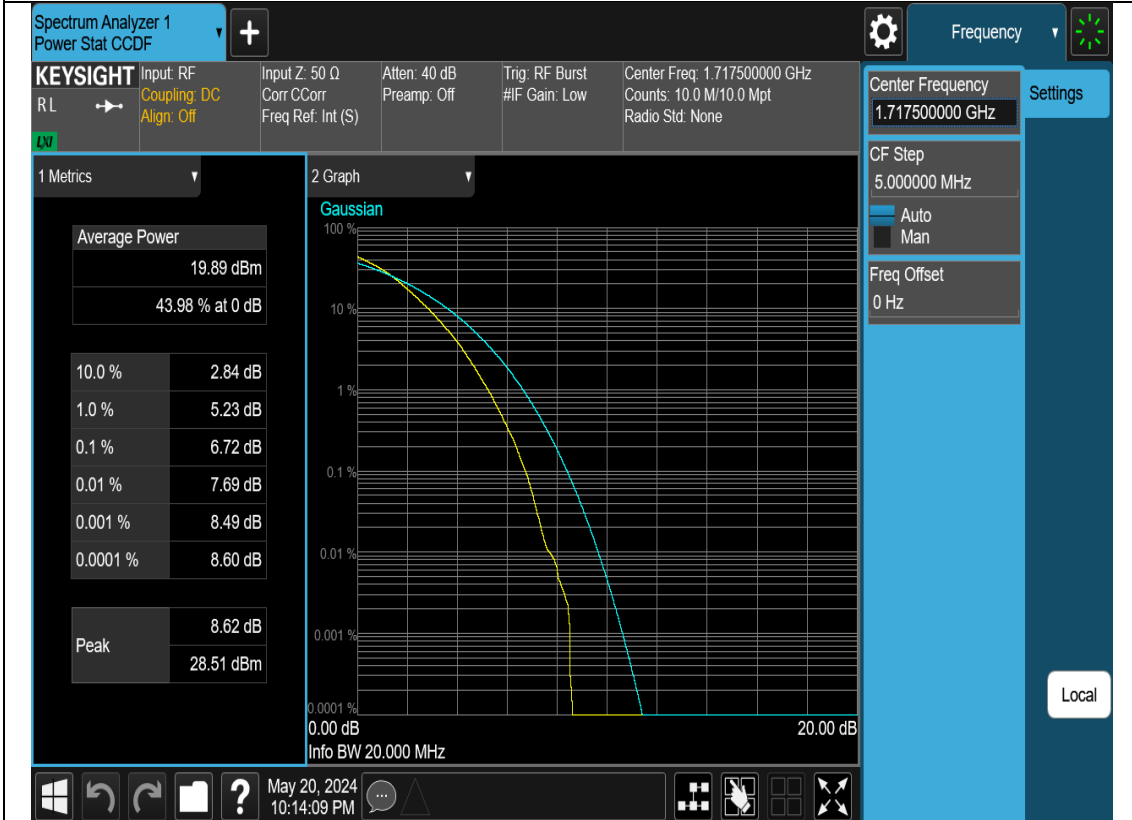 Spectrum Analyzer 1
Power Stat CCDF
+
Frequency
KEYSIGHT
RL
LXI
Input: RF
Coupling: DC
Align: Off
Input Z: 50 Ω
Corr CCorr
Freq Ref: Int (S)
Atten: 40 dB
Preamp: Off
Trig: RF Burst
#IF Gain: Low
Center Freq: 1.717500000 GHz
Counts: 10.0 M/10.0 Mpt
Radio Std: None
1 Metrics
Average Power
19.89 dBm
43.98 % at 0 dB
10.0 % 2.84 dB
1.0 % 5.23 dB
0.1 % 6.72 dB
0.01 % 7.69 dB
0.001 % 8.49 dB
0.0001 % 8.60 dB
Peak
8.62 dB
28.51 dBm
2 Graph
Gaussian
100 %
10 %
1 %
0.1 %
0.01 %
0.001 %
0.0001 %
0.00 dB 20.00 dB
Info BW 20.000 MHz
Center Frequency
1.717500000 GHz
CF Step
5.000000 MHz
Auto
Man
Freq Offset
0 Hz
Settings
Local
?
May 20, 2024
10:14:09 PM